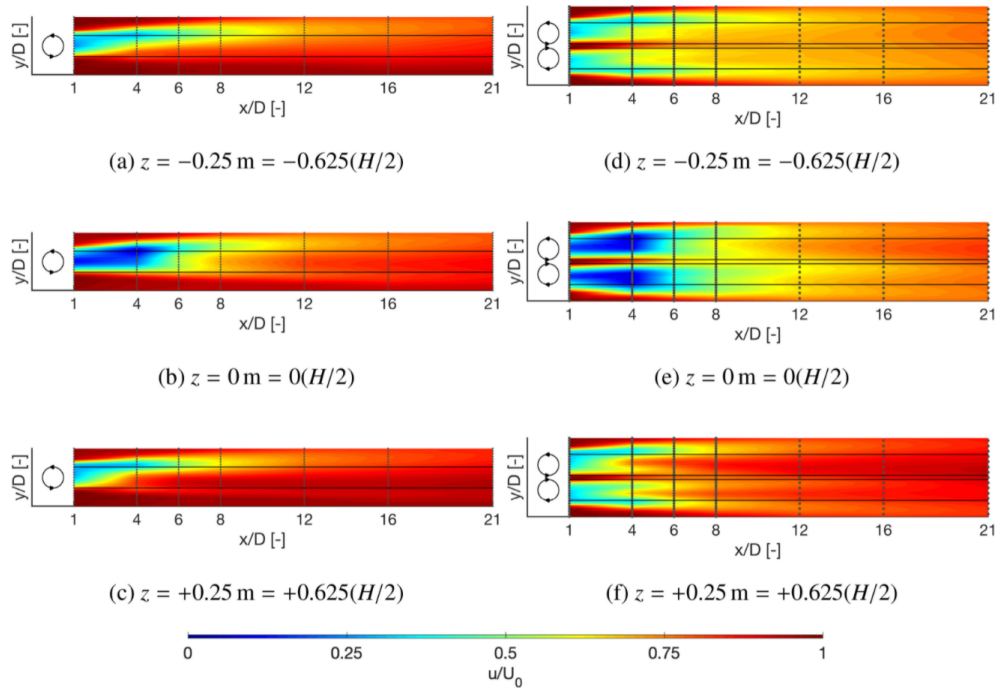 y/D [-]
1 4 6 8 12 16 21
x/D [-]
(a) z = −0.25 m = −0.625(H/2)
y/D [-]
1 4 6 8 12 16 21
x/D [-]
(d) z = −0.25 m = −0.625(H/2)
y/D [-]
1 4 6 8 12 16 21
x/D [-]
(b) z = 0 m = 0(H/2)
y/D [-]
1 4 6 8 12 16 21
x/D [-]
(e) z = 0 m = 0(H/2)
y/D [-]
1 4 6 8 12 16 21
x/D [-]
(c) z = +0.25 m = +0.625(H/2)
y/D [-]
1 4 6 8 12 16 21
x/D [-]
(f) z = +0.25 m = +0.625(H/2)
0 0.25 0.5 0.75 1
u/U₀